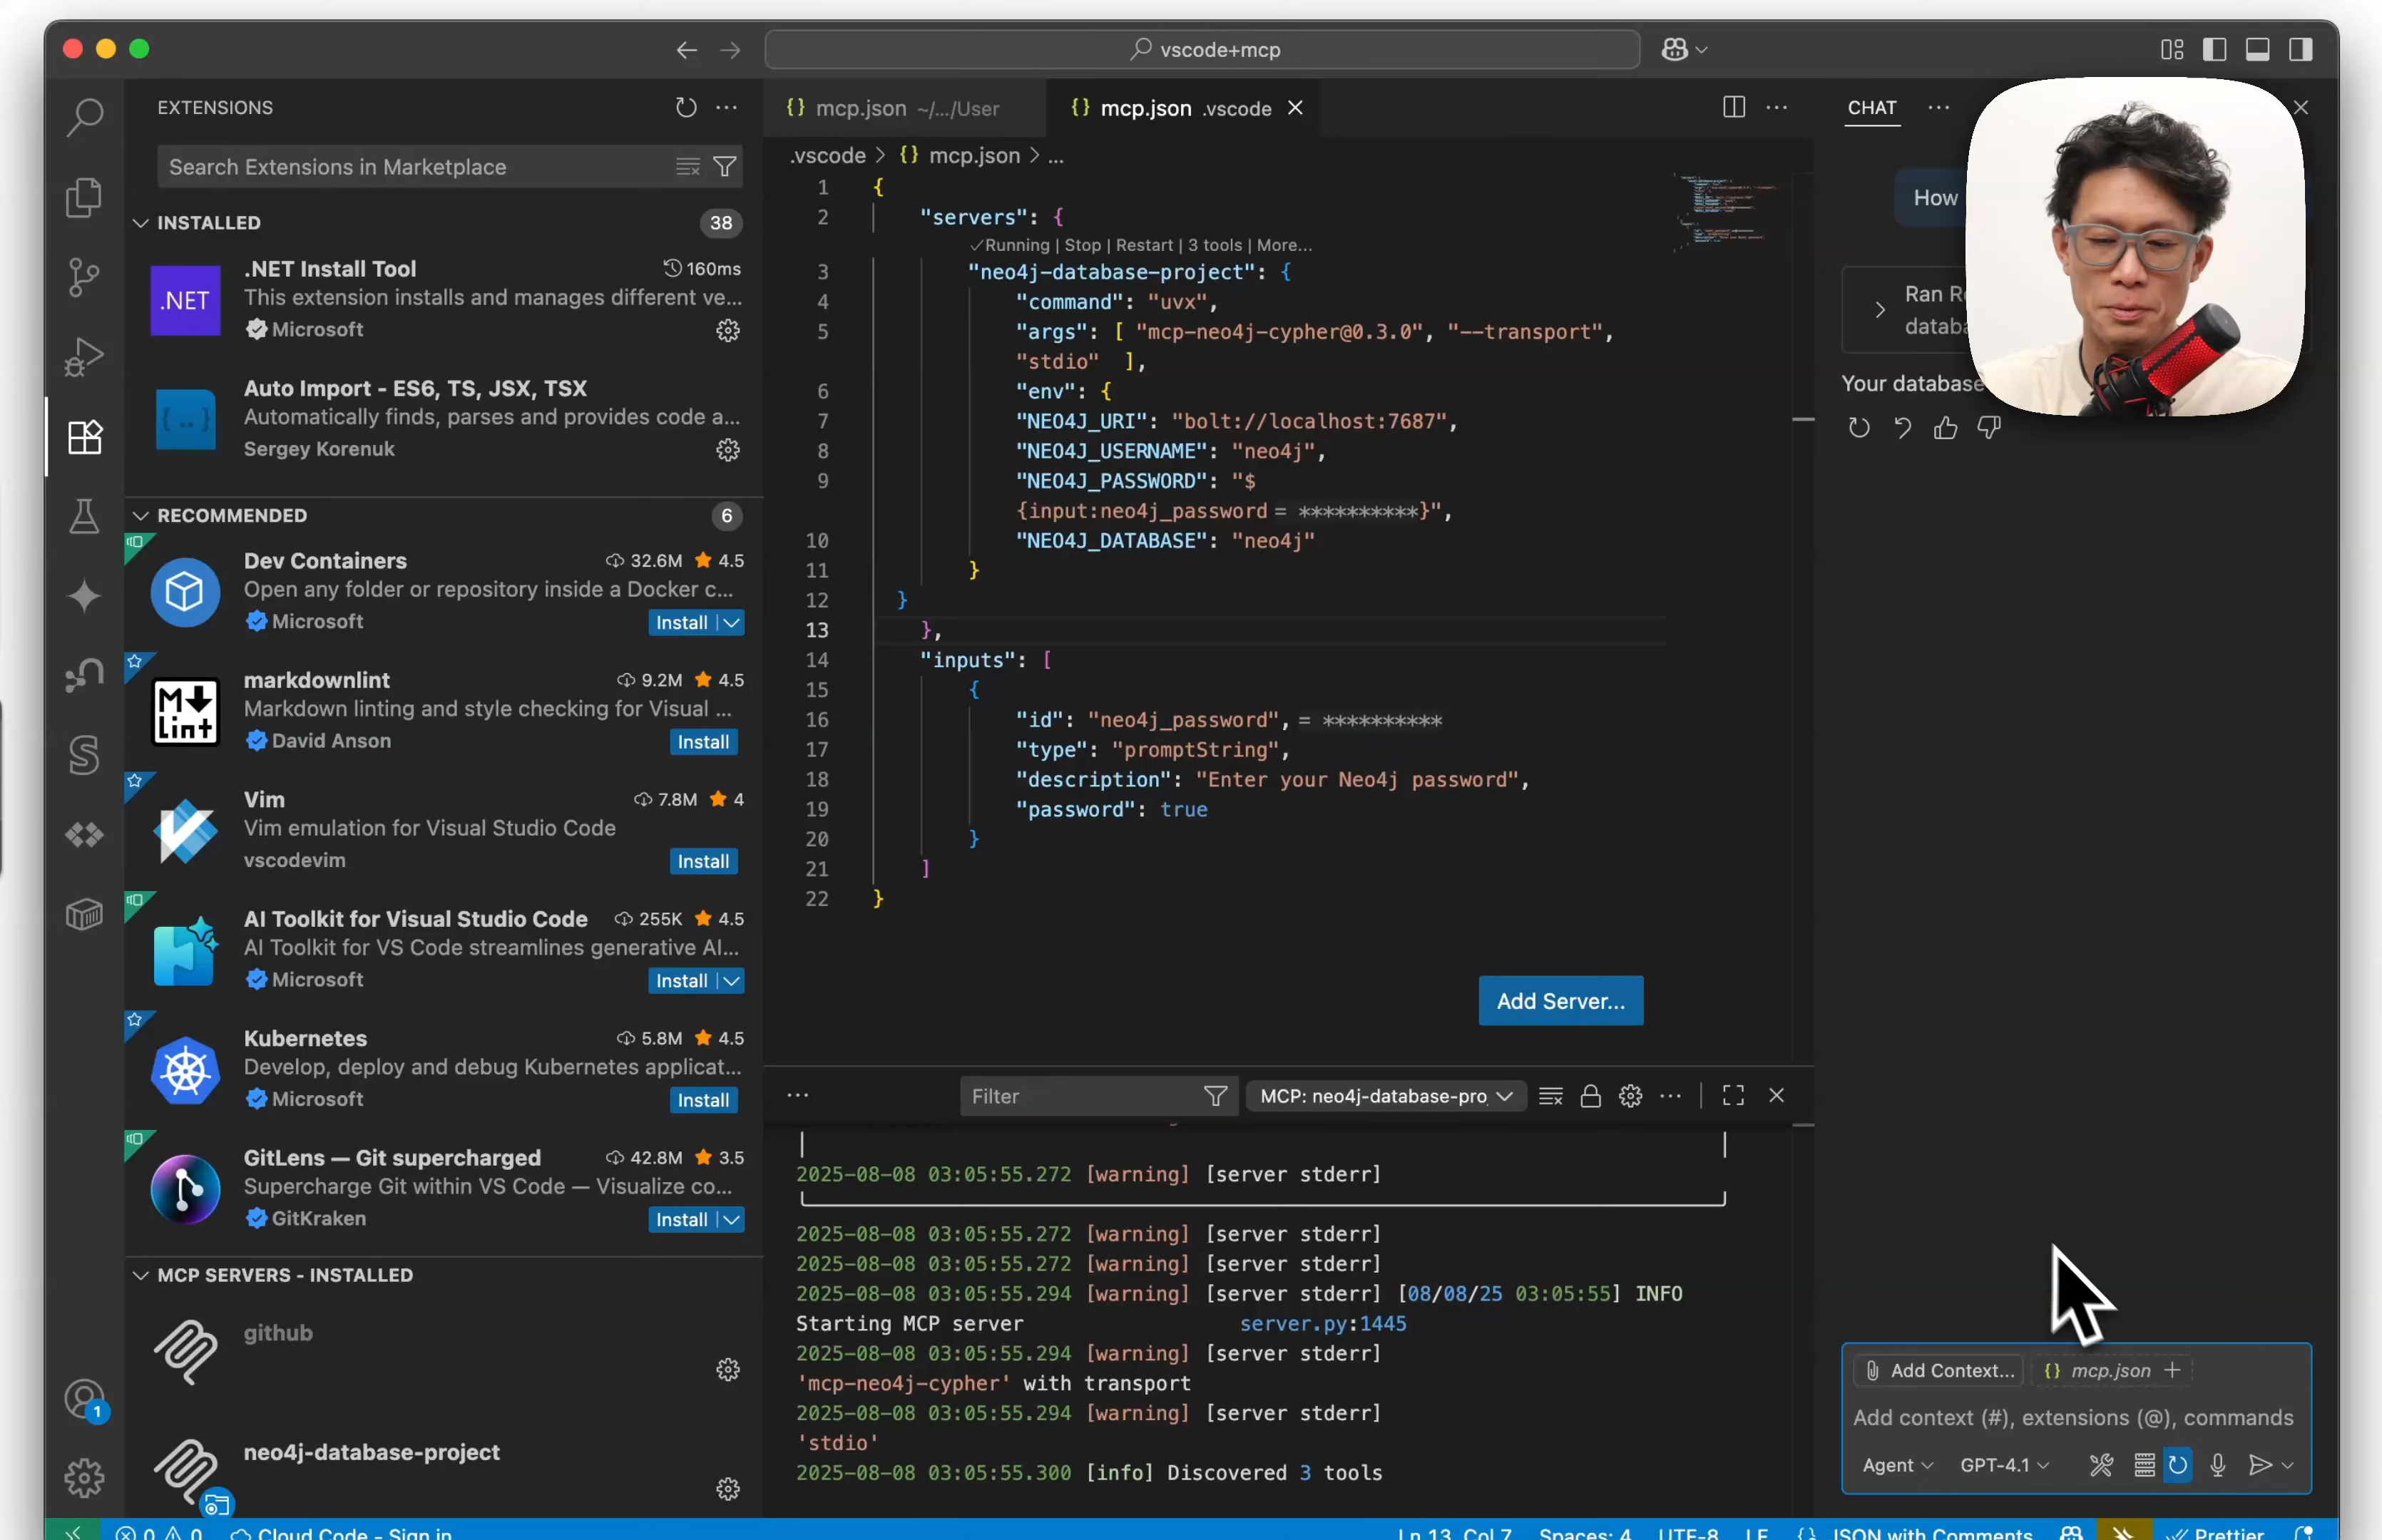 vscode+mcp
EXTENSIONS
Search Extensions in Marketplace
INSTALLED
38
.NET
.NET Install Tool
160ms
This extension installs and manages different ve...
Microsoft
Auto Import - ES6, TS, JSX, TSX
Automatically finds, parses and provides code a...
Sergey Korenuk
RECOMMENDED
6
Dev Containers
32.6M 4.5
Open any folder or repository inside a Docker c...
Microsoft
Install
M lint
markdownlint
9.2M 4.5
Markdown linting and style checking for Visual ...
David Anson
Install
Vim
7.8M 4
Vim emulation for Visual Studio Code
vscodevim
Install
AI Toolkit for Visual Studio Code
255K 4.5
AI Toolkit for VS Code streamlines generative AI...
Microsoft
Install
Kubernetes
5.8M 4.5
Develop, deploy and debug Kubernetes applicat...
Microsoft
Install
GitLens — Git supercharged
42.8M 3.5
Supercharge Git within VS Code — Visualize co...
GitKraken
Install
MCP SERVERS - INSTALLED
github
neo4j-database-project
1
{} mcp.json ~/.../User
{} mcp.json .vscode
.vscode > {} mcp.json > ...
1 {
2 "servers": {
✓Running | Stop | Restart | 3 tools | More...
3 "neo4j-database-project": {
4 "command": "uvx",
5 "args": [ "mcp-neo4j-cypher@0.3.0", "--transport",
"stdio" ],
6 "env": {
7 "NEO4J_URI": "bolt://localhost:7687",
8 "NEO4J_USERNAME": "neo4j",
9 "NEO4J_PASSWORD": "$
{input:neo4j_password = **********}",
10 "NEO4J_DATABASE": "neo4j"
11 }
12 }
13 },
14 "inputs": [
15 {
16 "id": "neo4j_password", = **********
17 "type": "promptString",
18 "description": "Enter your Neo4j password",
19 "password": true
20 }
21 ]
22 }
Add Server...
Filter
MCP: neo4j-database-pro
2025-08-08 03:05:55.272 [warning] [server stderr]
2025-08-08 03:05:55.272 [warning] [server stderr]
2025-08-08 03:05:55.272 [warning] [server stderr]
2025-08-08 03:05:55.294 [warning] [server stderr] [08/08/25 03:05:55] INFO
Starting MCP server server.py:1445
2025-08-08 03:05:55.294 [warning] [server stderr]
'mcp-neo4j-cypher' with transport
2025-08-08 03:05:55.294 [warning] [server stderr]
'stdio'
2025-08-08 03:05:55.300 [info] Discovered 3 tools
CHAT
How
Ran
Your database
Add Context...
{} mcp.json +
Add context (#), extensions (@), commands
Agent
GPT-4.1
0 0
Cloud Code - Sign in
Ln 13, Col 7
Spaces: 4
UTF-8
LF
{} JSON with Comments
Prettier